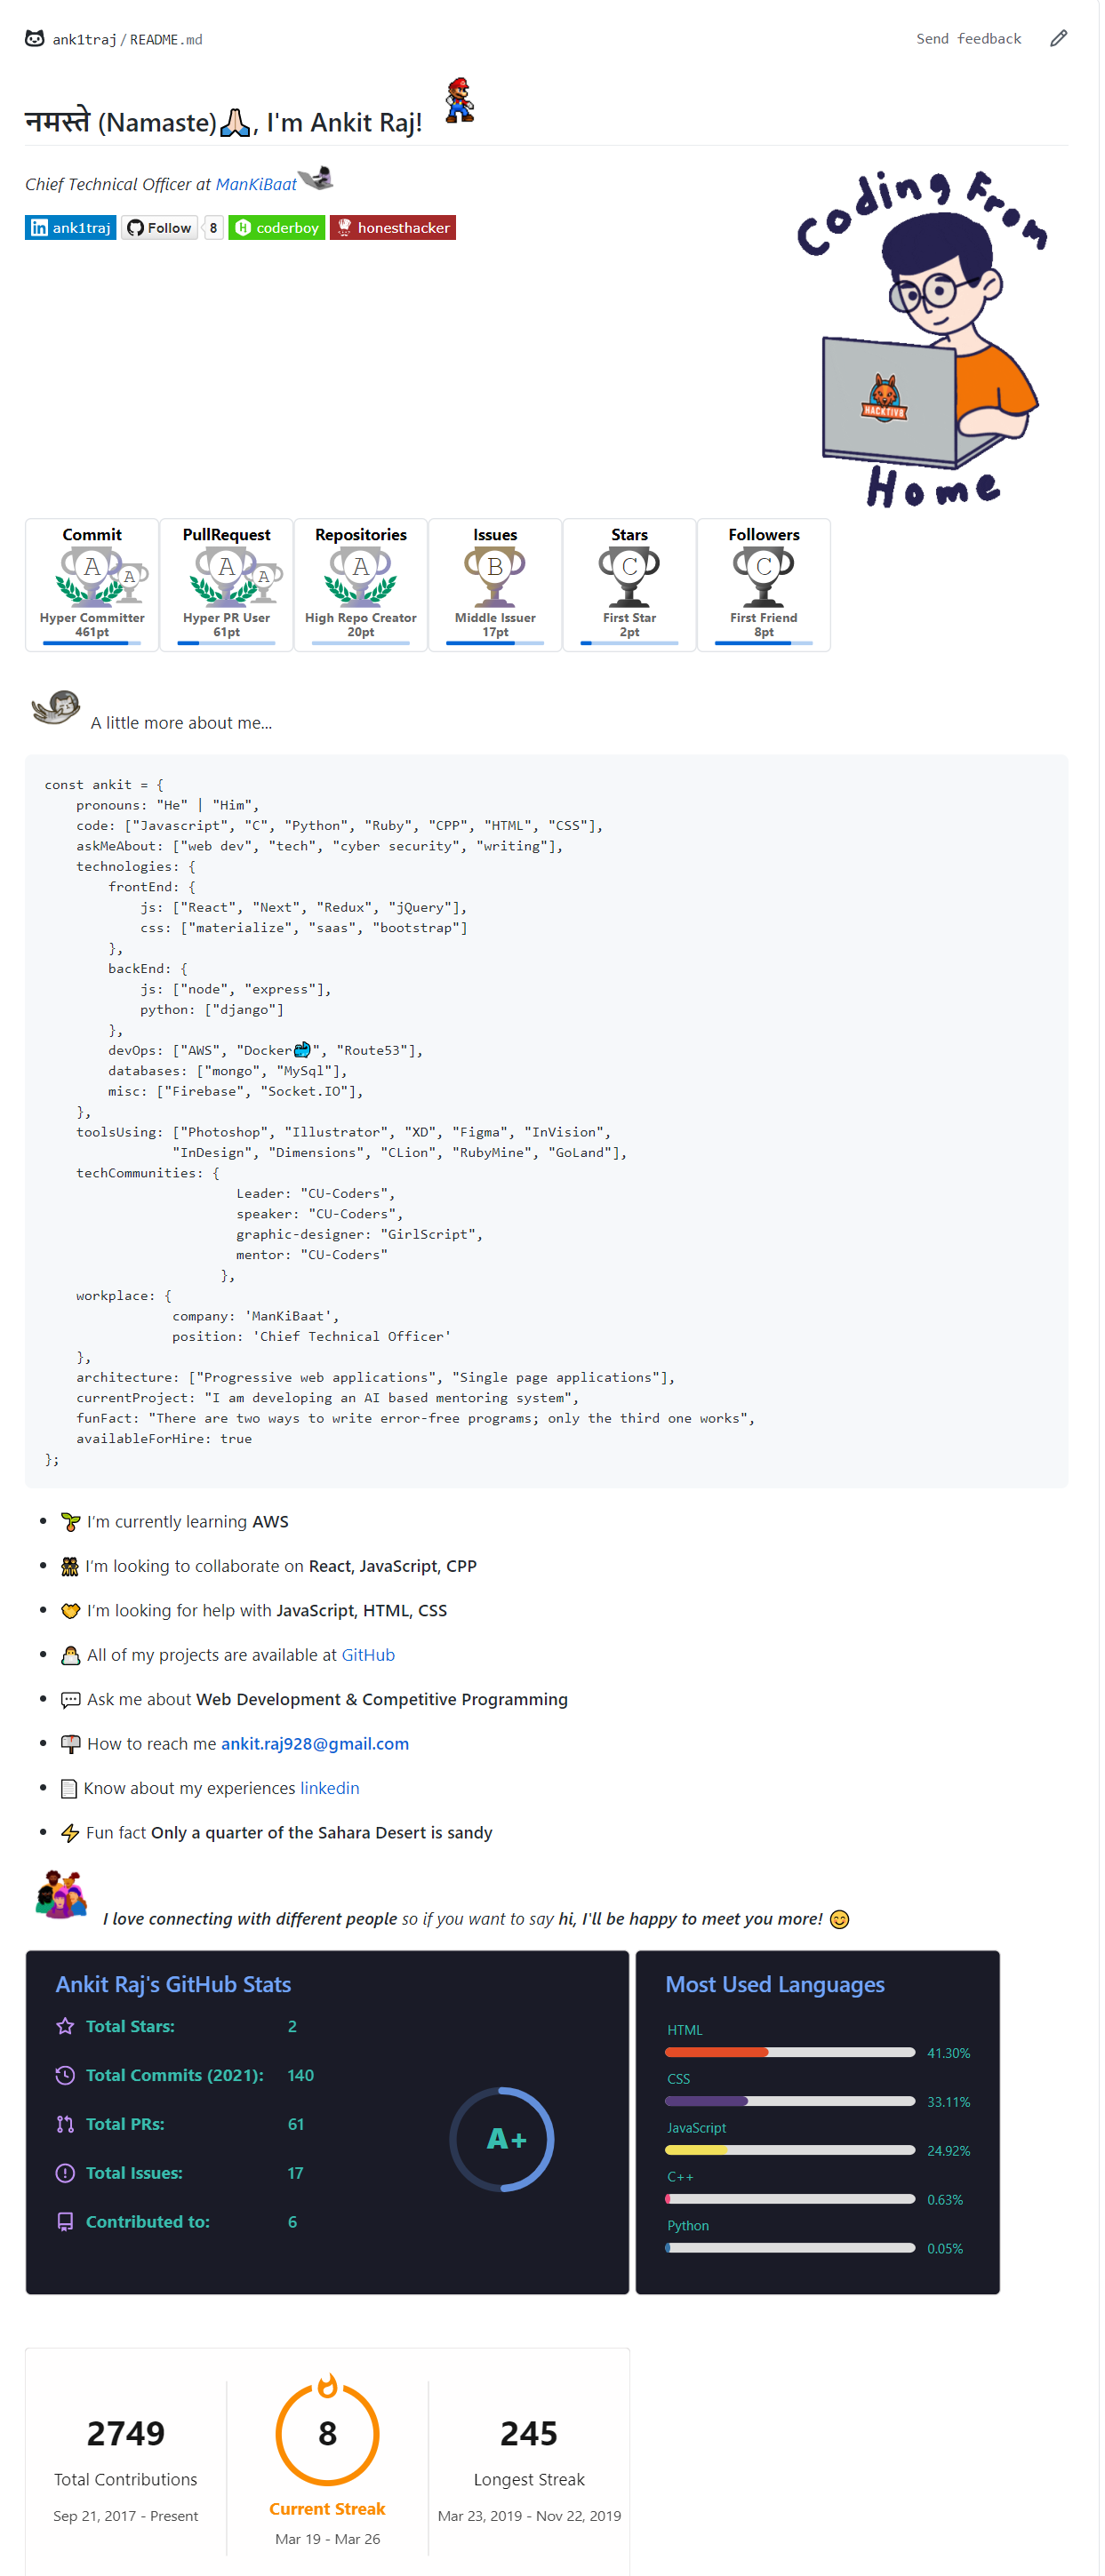 ank1traj/README.md
Send feedback
नमस्ते (Namaste)🙏🏻, I'm Ankit Raj!
Chief Technical Officer at ManKiBaat
ank1traj Follow 8 coderboy honesthacker
Coding From
HACKTIV8
Home
Commit PullRequest Repositories Issues Stars Followers
A A A A A B C C
Hyper Committer Hyper PR User High Repo Creator Middle Issuer First Star First Friend
461pt 61pt 20pt 17pt 2pt 8pt
A little more about me...
const ankit = {
    pronouns: "He" | "Him",
    code: ["Javascript", "C", "Python", "Ruby", "CPP", "HTML", "CSS"],
    askMeAbout: ["web dev", "tech", "cyber security", "writing"],
    technologies: {
        frontEnd: {
            js: ["React", "Next", "Redux", "jQuery"],
            css: ["materialize", "saas", "bootstrap"]
        },
        backEnd: {
            js: ["node", "express"],
            python: ["django"]
        },
        devOps: ["AWS", "Docker🐳", "Route53"],
        databases: ["mongo", "MySql"],
        misc: ["Firebase", "Socket.IO"],
    },
    toolsUsing: ["Photoshop", "Illustrator", "XD", "Figma", "InVision",
                "InDesign", "Dimensions", "CLion", "RubyMine", "GoLand"],
    techCommunities: {
                        Leader: "CU-Coders",
                        speaker: "CU-Coders",
                        graphic-designer: "GirlScript",
                        mentor: "CU-Coders"
                      },
    workplace: {
                company: 'ManKiBaat',
                position: 'Chief Technical Officer'
    },
    architecture: ["Progressive web applications", "Single page applications"],
    currentProject: "I am developing an AI based mentoring system",
    funFact: "There are two ways to write error-free programs; only the third one works",
    availableForHire: true
};
• 🌱 I'm currently learning AWS
• 👯 I'm looking to collaborate on React, JavaScript, CPP
• 🤝 I'm looking for help with JavaScript, HTML, CSS
• 👨‍💻 All of my projects are available at GitHub
• 💬 Ask me about Web Development & Competitive Programming
• 📫 How to reach me ankit.raj928@gmail.com
• 📄 Know about my experiences linkedin
• ⚡ Fun fact Only a quarter of the Sahara Desert is sandy
I love connecting with different people so if you want to say hi, I'll be happy to meet you more! 😊
Ankit Raj's GitHub Stats
Total Stars: 2
Total Commits (2021): 140
Total PRs: 61
Total Issues: 17
Contributed to: 6
A+
Most Used Languages
HTML
41.30%
CSS
33.11%
JavaScript
24.92%
C++
0.63%
Python
0.05%
2749
Total Contributions
Sep 21, 2017 - Present
8
Current Streak
Mar 19 - Mar 26
245
Longest Streak
Mar 23, 2019 - Nov 22, 2019